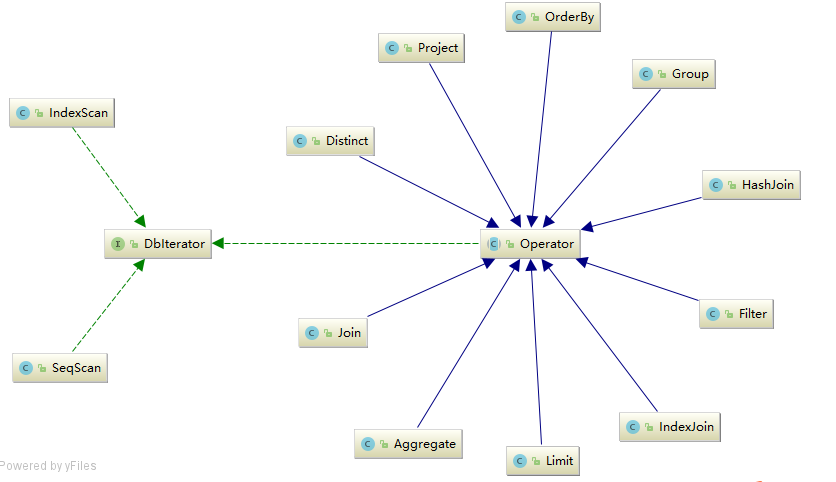 OrderBy
Project
Group
IndexScan
Distinct
HashJoin
I DbIterator
C Operator
C Filter
C Join
C SeqScan
C IndexJoin
C Aggregate
C Limit
Powered by yFiles